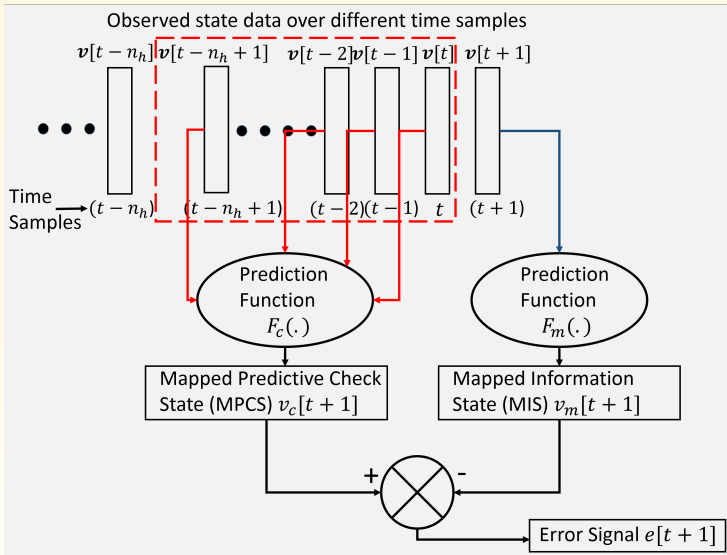 Observed state data over different time samples
𝒗[t − n_h] 𝒗[t − n_h + 1] 𝒗[t − 2] 𝒗[t − 1] 𝒗[t] 𝒗[t + 1]
Time
Samples
(t − n_h) (t − n_h + 1) (t − 2) (t − 1) t (t + 1)
Prediction
Function
F_c(.)
Prediction
Function
F_m(.)
Mapped Predictive Check
State (MPCS) v_c[t + 1]
Mapped Information
State (MIS) v_m[t + 1]
+ -
Error Signal e[t + 1]